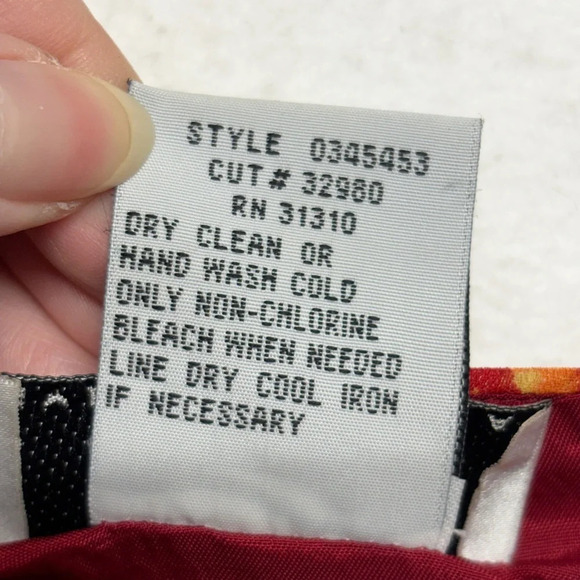 STYLE 0345453
CUT # 32980
RN 31310
DRY CLEAN OR
HAND WASH COLD
ONLY NON-CHLORINE
BLEACH WHEN NEEDED
LINE DRY COOL IRON
IF NECESSARY